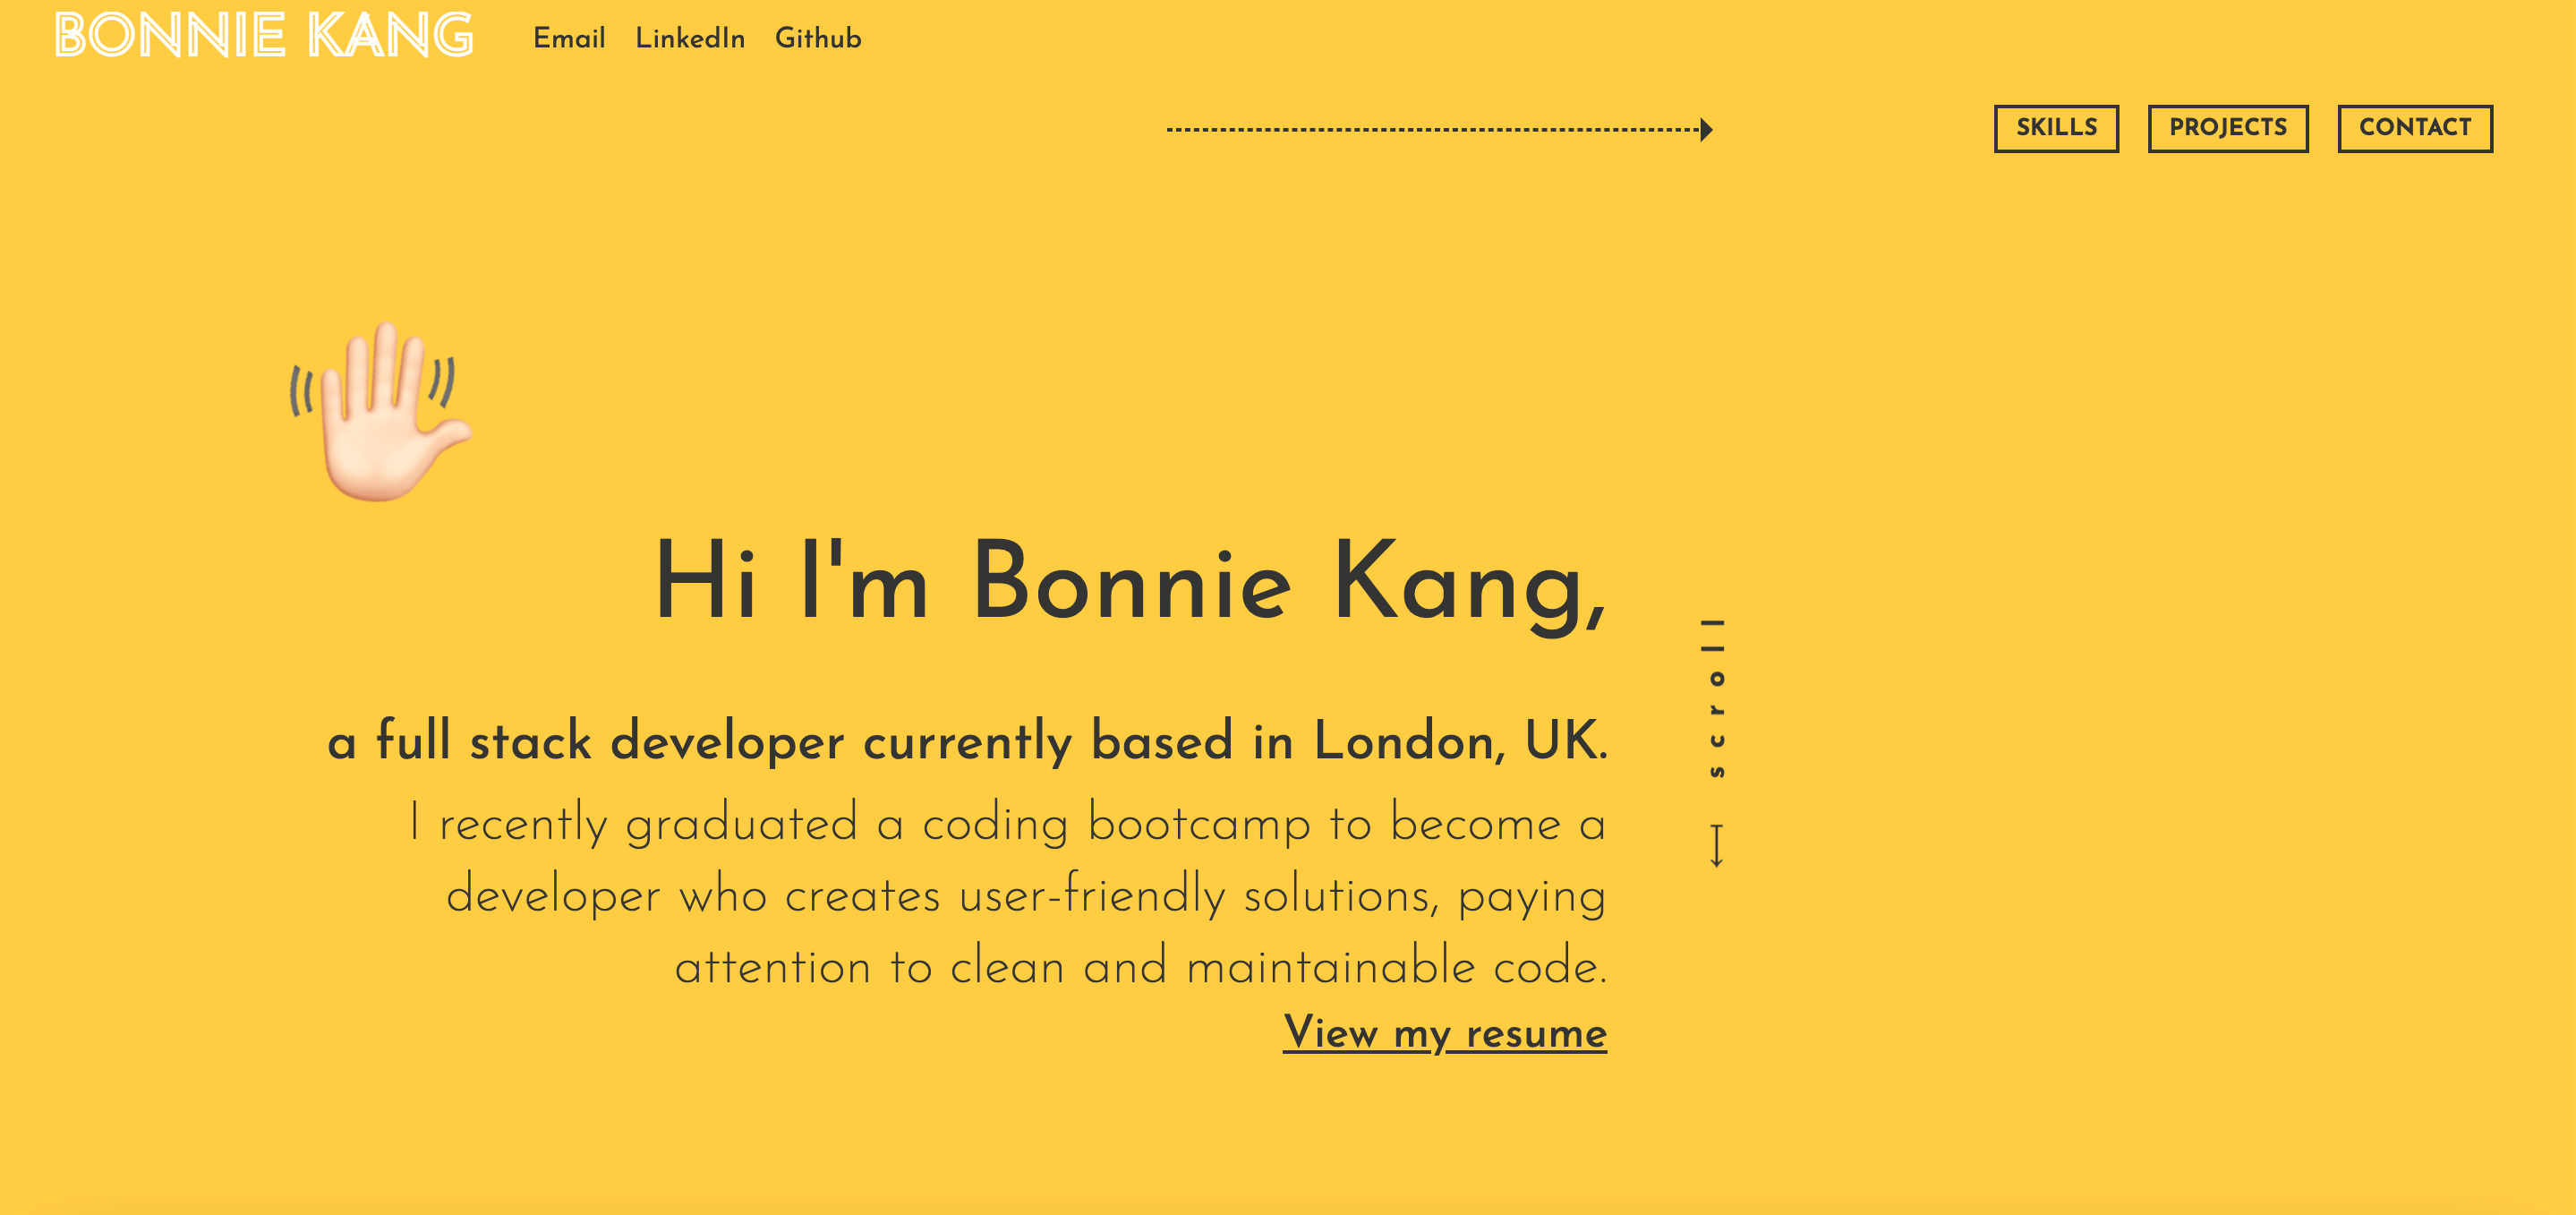 BONNIE KANG
Email LinkedIn Github
SKILLS PROJECTS CONTACT
Hi I'm Bonnie Kang,
a full stack developer currently based in London, UK.
I recently graduated a coding bootcamp to become a
developer who creates user-friendly solutions, paying
attention to clean and maintainable code.
View my resume
scroll